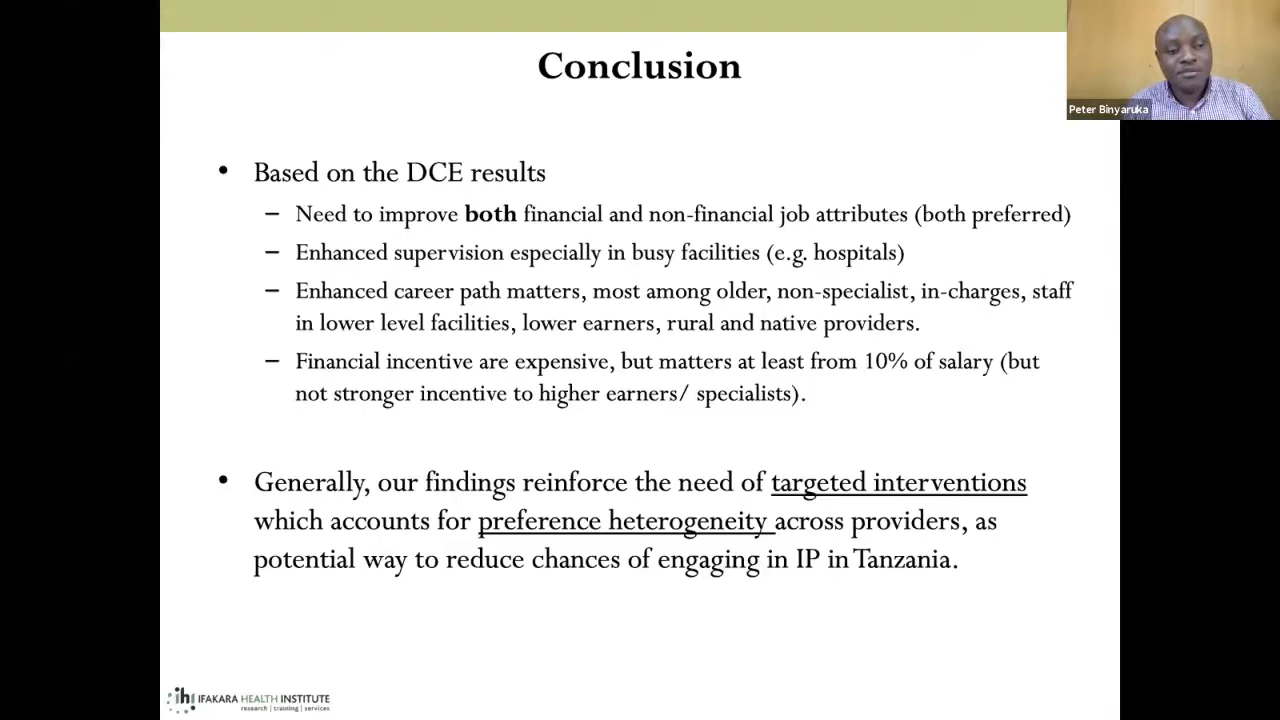 Conclusion
Peter Binyaruka
• Based on the DCE results
– Need to improve both financial and non-financial job attributes (both preferred)
– Enhanced supervision especially in busy facilities (e.g. hospitals)
– Enhanced career path matters, most among older, non-specialist, in-charges, staff
in lower level facilities, lower earners, rural and native providers.
– Financial incentive are expensive, but matters at least from 10% of salary (but
not stronger incentive to higher earners/ specialists).
• Generally, our findings reinforce the need of targeted interventions
which accounts for preference heterogeneity across providers, as
potential way to reduce chances of engaging in IP in Tanzania.
ihi IFAKARA HEALTH INSTITUTE
research | training | services